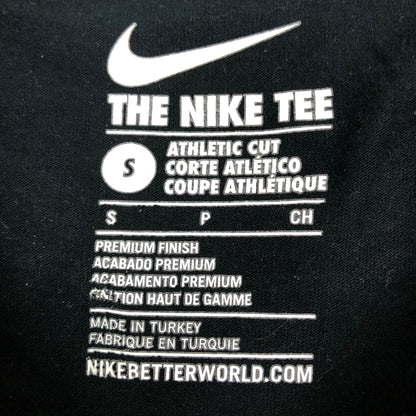 THE NIKE TEE
S
ATHLETIC CUT
CORTE ATLÉTICO
COUPE ATHLÉTIQUE
S P CH
PREMIUM FINISH
ACABADO PREMIUM
ACABAMENTO PREMIUM
HAUT DE GAMME
MADE IN TURKEY
FABRIQUE EN TURQUIE
NIKEBETTERWORLD.COM